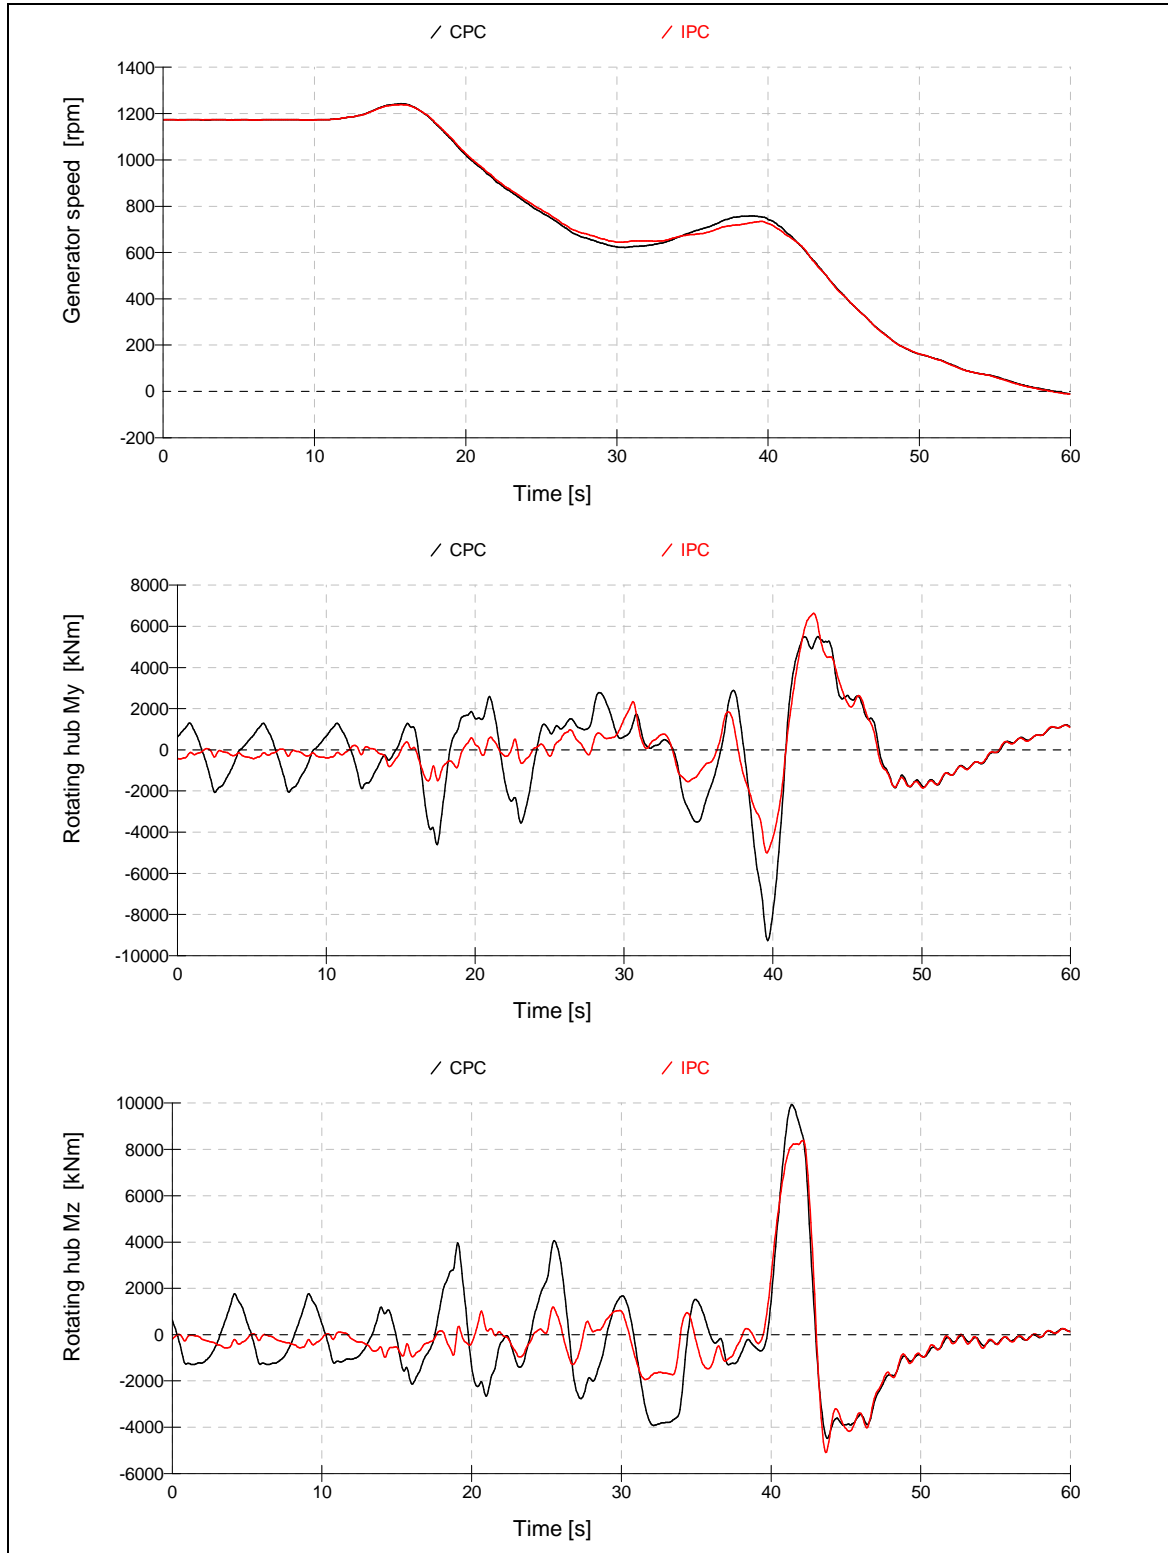 CPC IPC
Generator speed [rpm]
1400
1200
1000
800
600
400
200
0
-200
0 10 20 30 40 50 60
Time [s]
CPC IPC
Rotating hub My [kNm]
8000
6000
4000
2000
0
-2000
-4000
-6000
-8000
-10000
0 10 20 30 40 50 60
Time [s]
CPC IPC
Rotating hub Mz [kNm]
10000
8000
6000
4000
2000
0
-2000
-4000
-6000
0 10 20 30 40 50 60
Time [s]